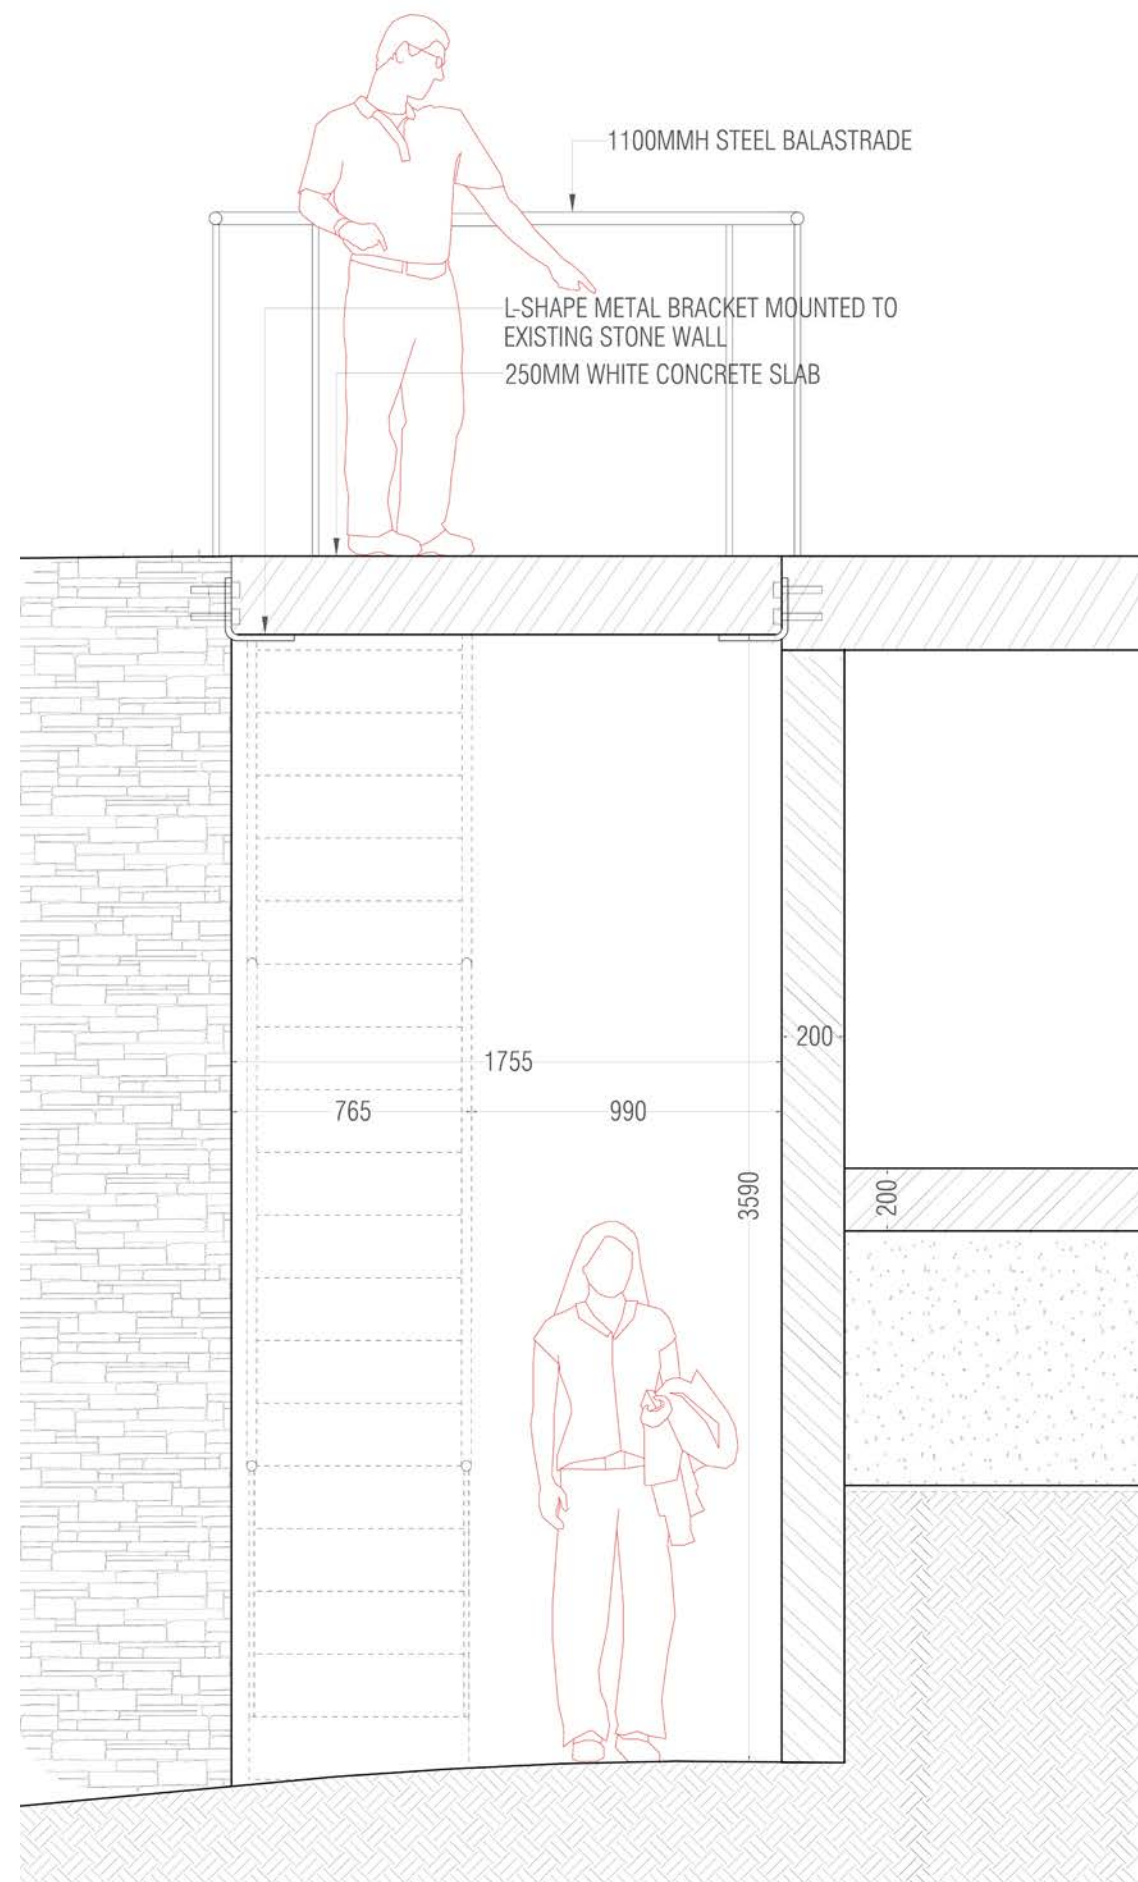 1100MMH STEEL BALASTRADE
L-SHAPE METAL BRACKET MOUNTED TO
EXISTING STONE WALL
250MM WHITE CONCRETE SLAB
200
1755
765
990
3590
200